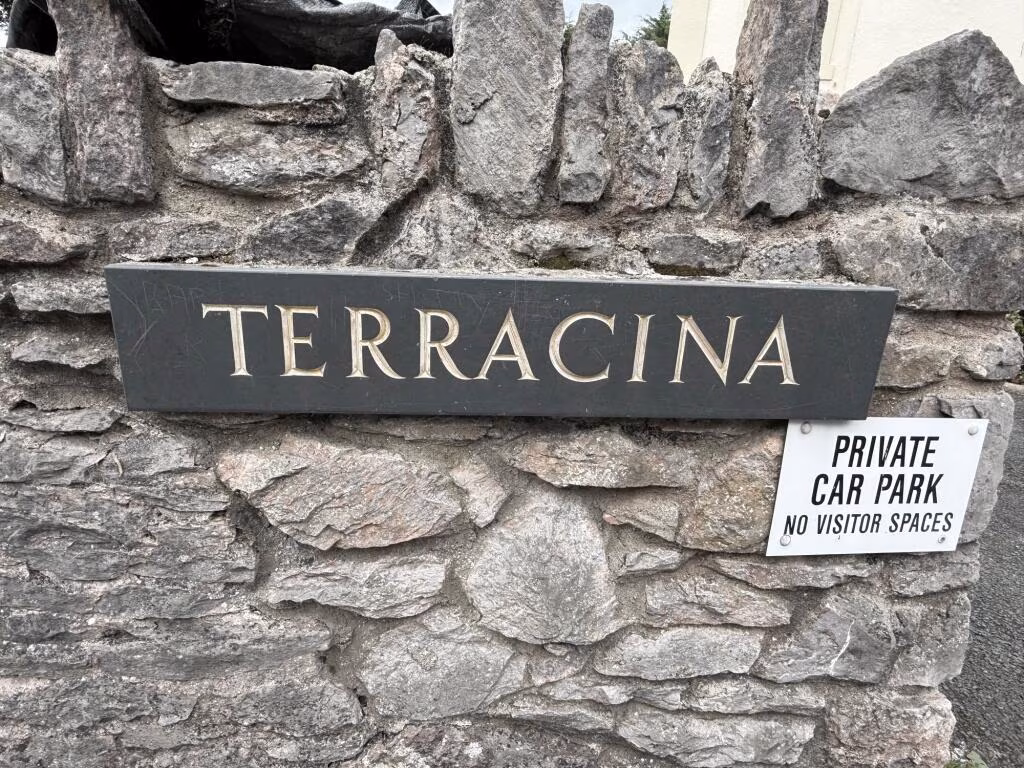 TERRACINA
PRIVATE
CAR PARK
NO VISITOR SPACES